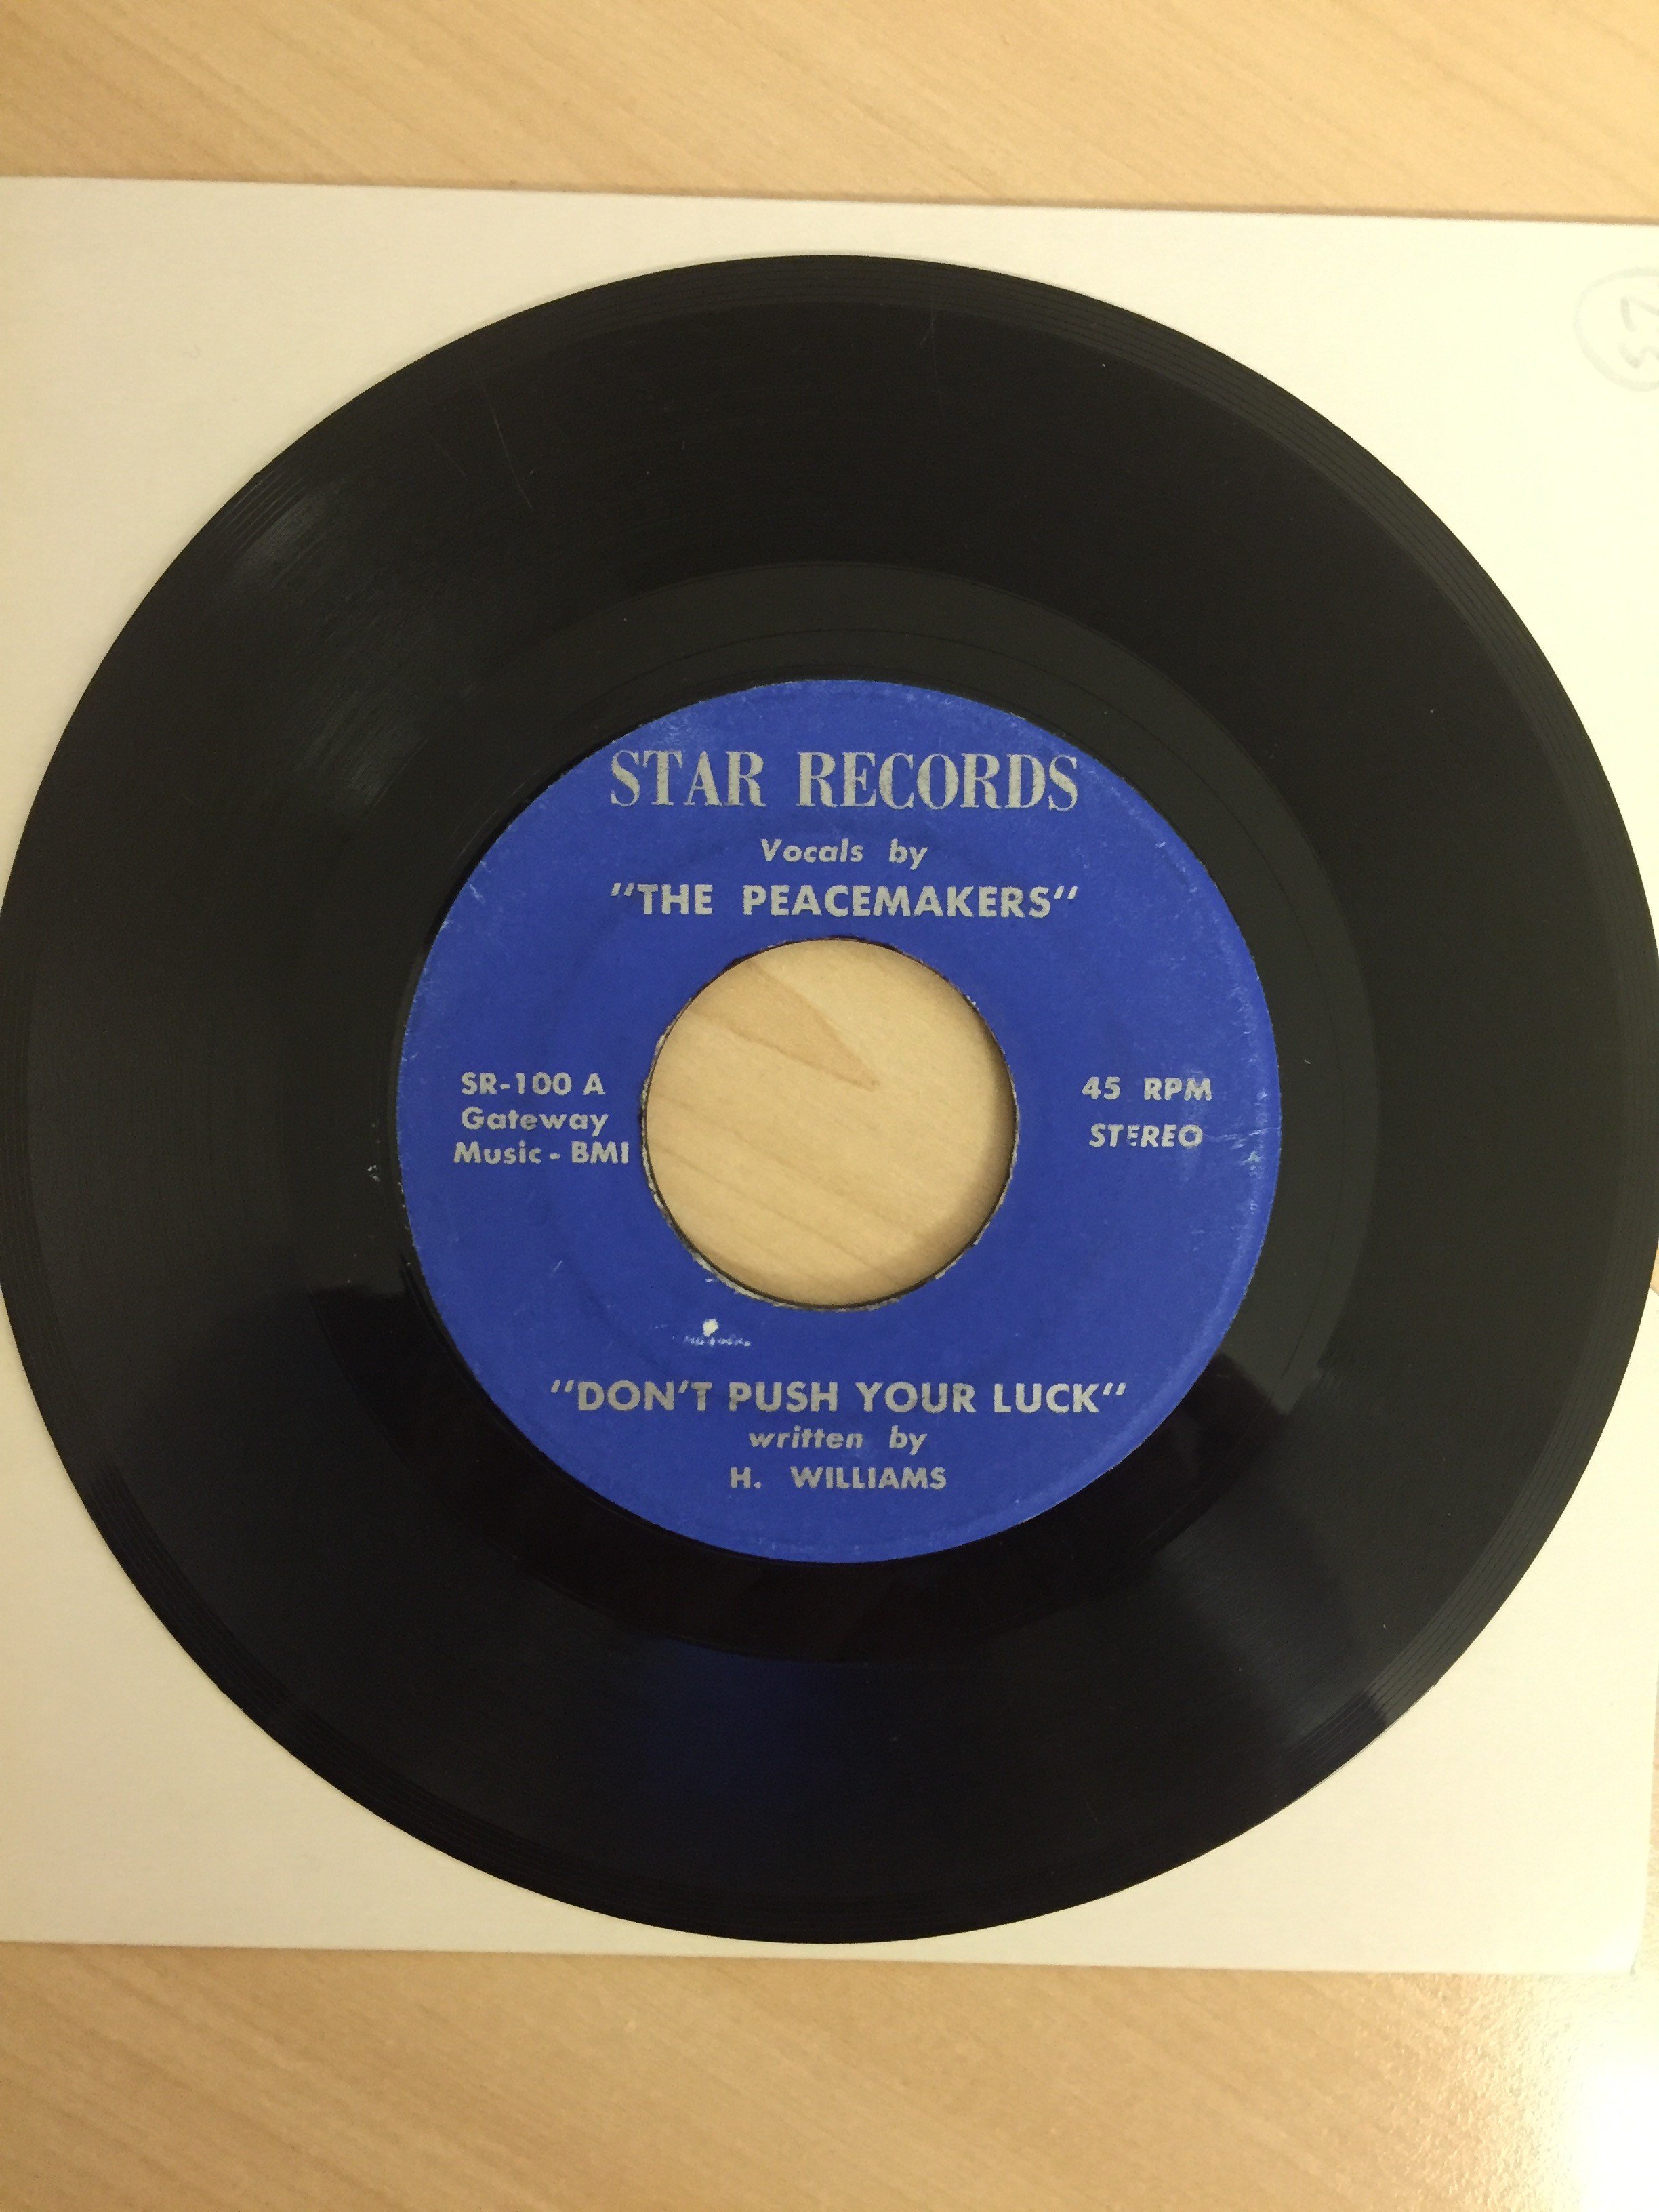 STAR RECORDS
Vocals by
"THE PEACEMAKERS"
SR-100 A
Gateway
Music - BMI
45 RPM
STEREO
"DON'T PUSH YOUR LUCK"
written by
H. WILLIAMS